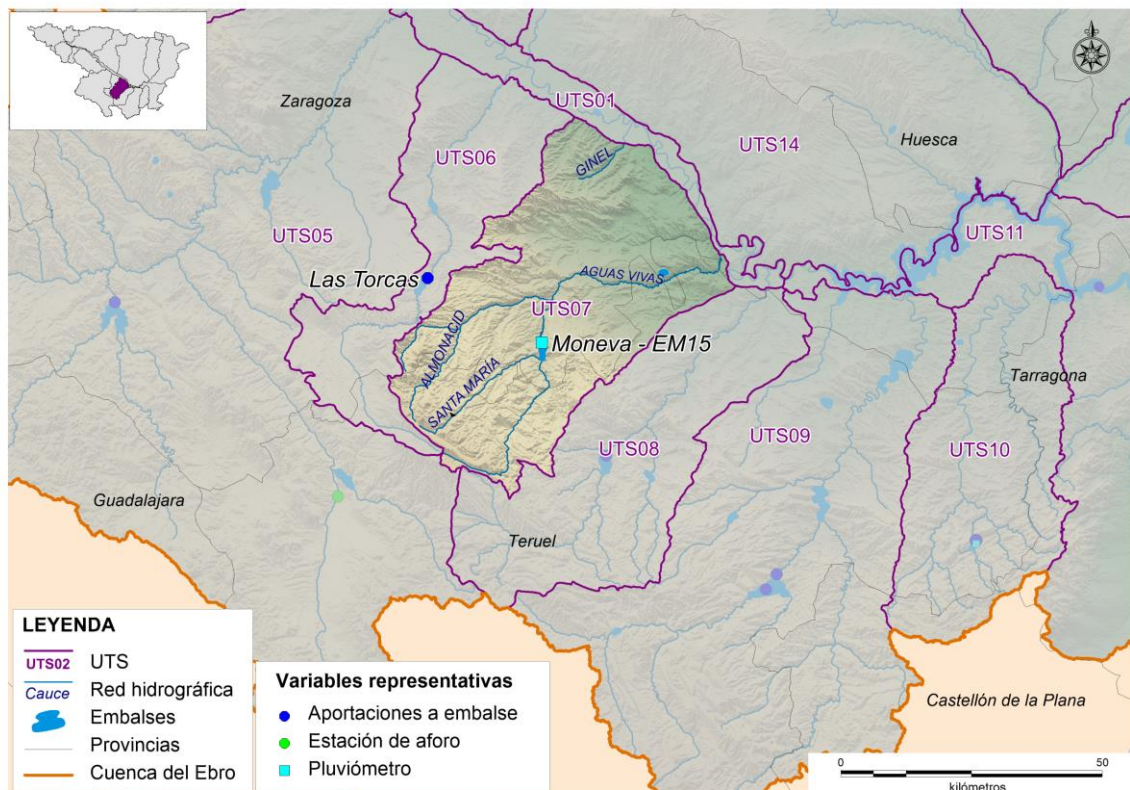 Zaragoza
UTS01
UTS06
UTS14
Huesca
GINEL
UTS05
UTS11
Las Torcas
AGUAS VIVAS
UTS07
ALMONACID
Moneva - EM15
SANTA MARÍA
Tarragona
UTS08
UTS09
UTS10
Guadalajara
Teruel
Castellón de la Plana
LEYENDA
UTS02 UTS
Cauce Red hidrográfica
Embalses
Provincias
Cuenca del Ebro
Variables representativas
Aportaciones a embalse
Estación de aforo
Pluviómetro
0 50
kilómetros